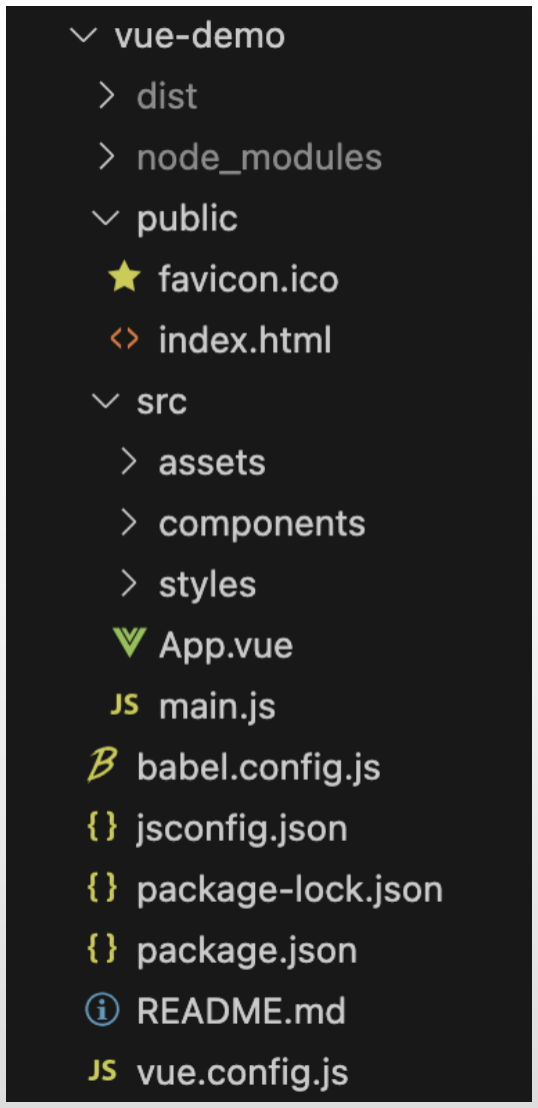 vue-demo
dist
node_modules
public
favicon.ico
<> index.html
src
assets
components
styles
App.vue
JS main.js
B babel.config.js
{} jsconfig.json
{} package-lock.json
{} package.json
i README.md
JS vue.config.js